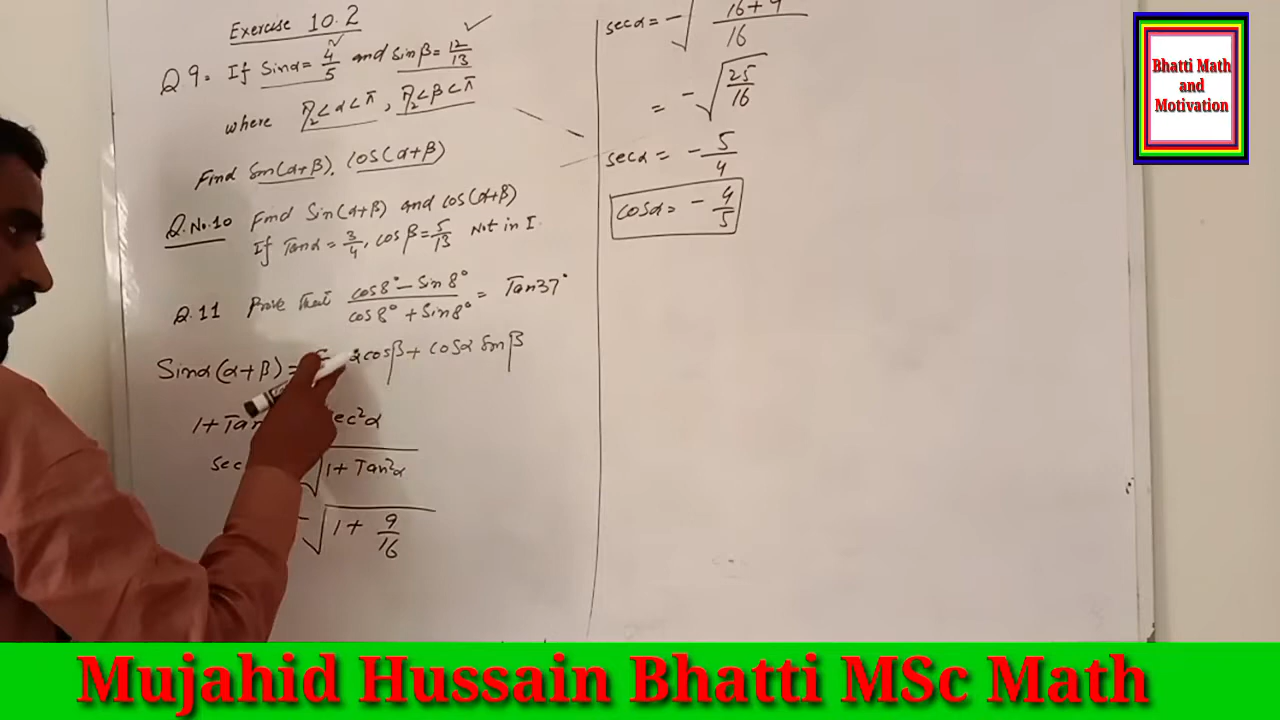 Exercise 10.2
Q 9. If Sinα = 4/5 and Sinβ = 12/13
where π/2 < α < π, π/2 < β < π
Find Sin(α+β), Cos(α+β)
Q.No.10 Find Sin(α+β) and cos(α+β)
If Tanα = 3/4, cosβ = 5/13 Not in I.
Q.11 Prove That cos8° - Sin8° / cos8° + Sin8° = Tan37°
Sinα(α+β) = αcosβ + cosα Sinβ
1+Tan ec²α
sec √1+Tan²α
-√1+ 9/16
secα = -√16+9/16
= -√25/16
secα = -5/4
cosα = -4/5
Bhatti Math
and
Motivation
Mujahid Hussain Bhatti MSc Math